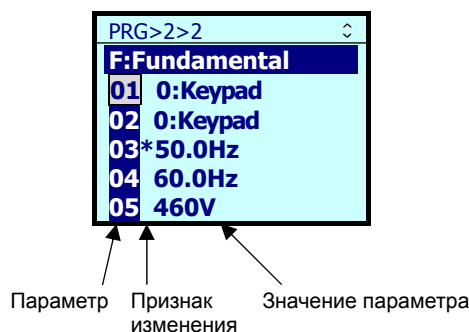 PRG>2>2
F:Fundamental
01 0:Keypad
02 0:Keypad
03*50.0Hz
04 60.0Hz
05 460V
Параметр Признак изменения Значение параметра